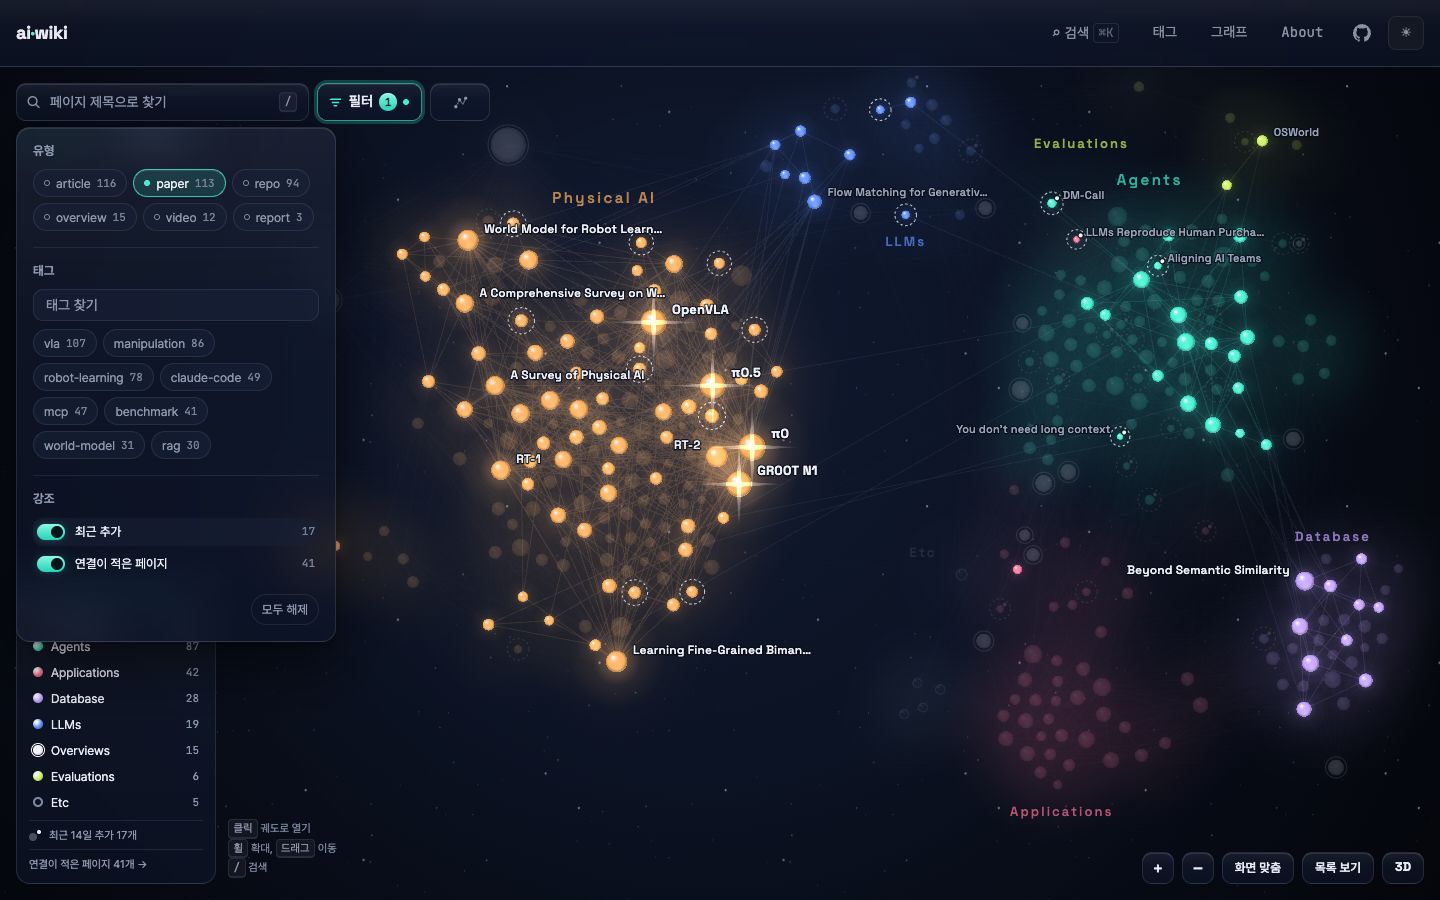 ai·wiki
검색 ⌘K
태그
그래프
About
페이지 제목으로 찾기 /
필터 1
유형
article 116
paper 113
repo 94
overview 15
video 12
report 3
태그
태그 찾기
vla 107
manipulation 86
robot-learning 78
claude-code 49
mcp 47
benchmark 41
world-model 31
rag 30
강조
최근 추가 17
연결이 적은 페이지 41
모두 해제
Agents 87
Applications 42
Database 28
LLMs 19
Overviews 15
Evaluations 6
Etc 5
최근 14일 추가 17개
연결이 적은 페이지 41개 →
클릭 궤도로 열기
휠 확대, 드래그 이동
/ 검색
Physical AI
World Model for Robot Learn...
A Comprehensive Survey on W...
OpenVLA
A Survey of Physical AI
π0.5
π0
RT-2
RT-1
GROOT N1
Learning Fine-Grained Biman...
Flow Matching for Generativ...
LLMs
Evaluations
OSWorld
Agents
DM-Call
LLMs Reproduce Human Purcha...
Aligning AI Teams
You don't need long context
Etc
Database
Beyond Semantic Similarity
Applications
+
−
화면 맞춤
목록 보기
3D